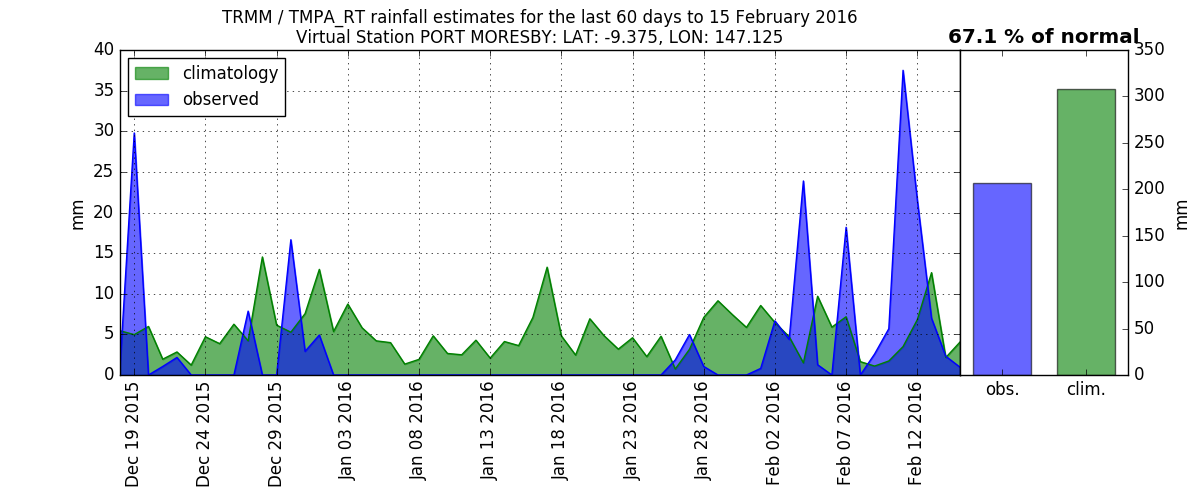 TRMM / TMPA_RT rainfall estimates for the last 60 days to 15 February 2016
Virtual Station PORT MORESBY: LAT: -9.375, LON: 147.125
67.1 % of normal
climatology
observed
mm
40
35
30
25
20
15
10
5
0
Dec 19 2015
Dec 24 2015
Dec 29 2015
Jan 03 2016
Jan 08 2016
Jan 13 2016
Jan 18 2016
Jan 23 2016
Jan 28 2016
Feb 02 2016
Feb 07 2016
Feb 12 2016
obs.
clim.
350
300
250
200
150
100
50
0
mm